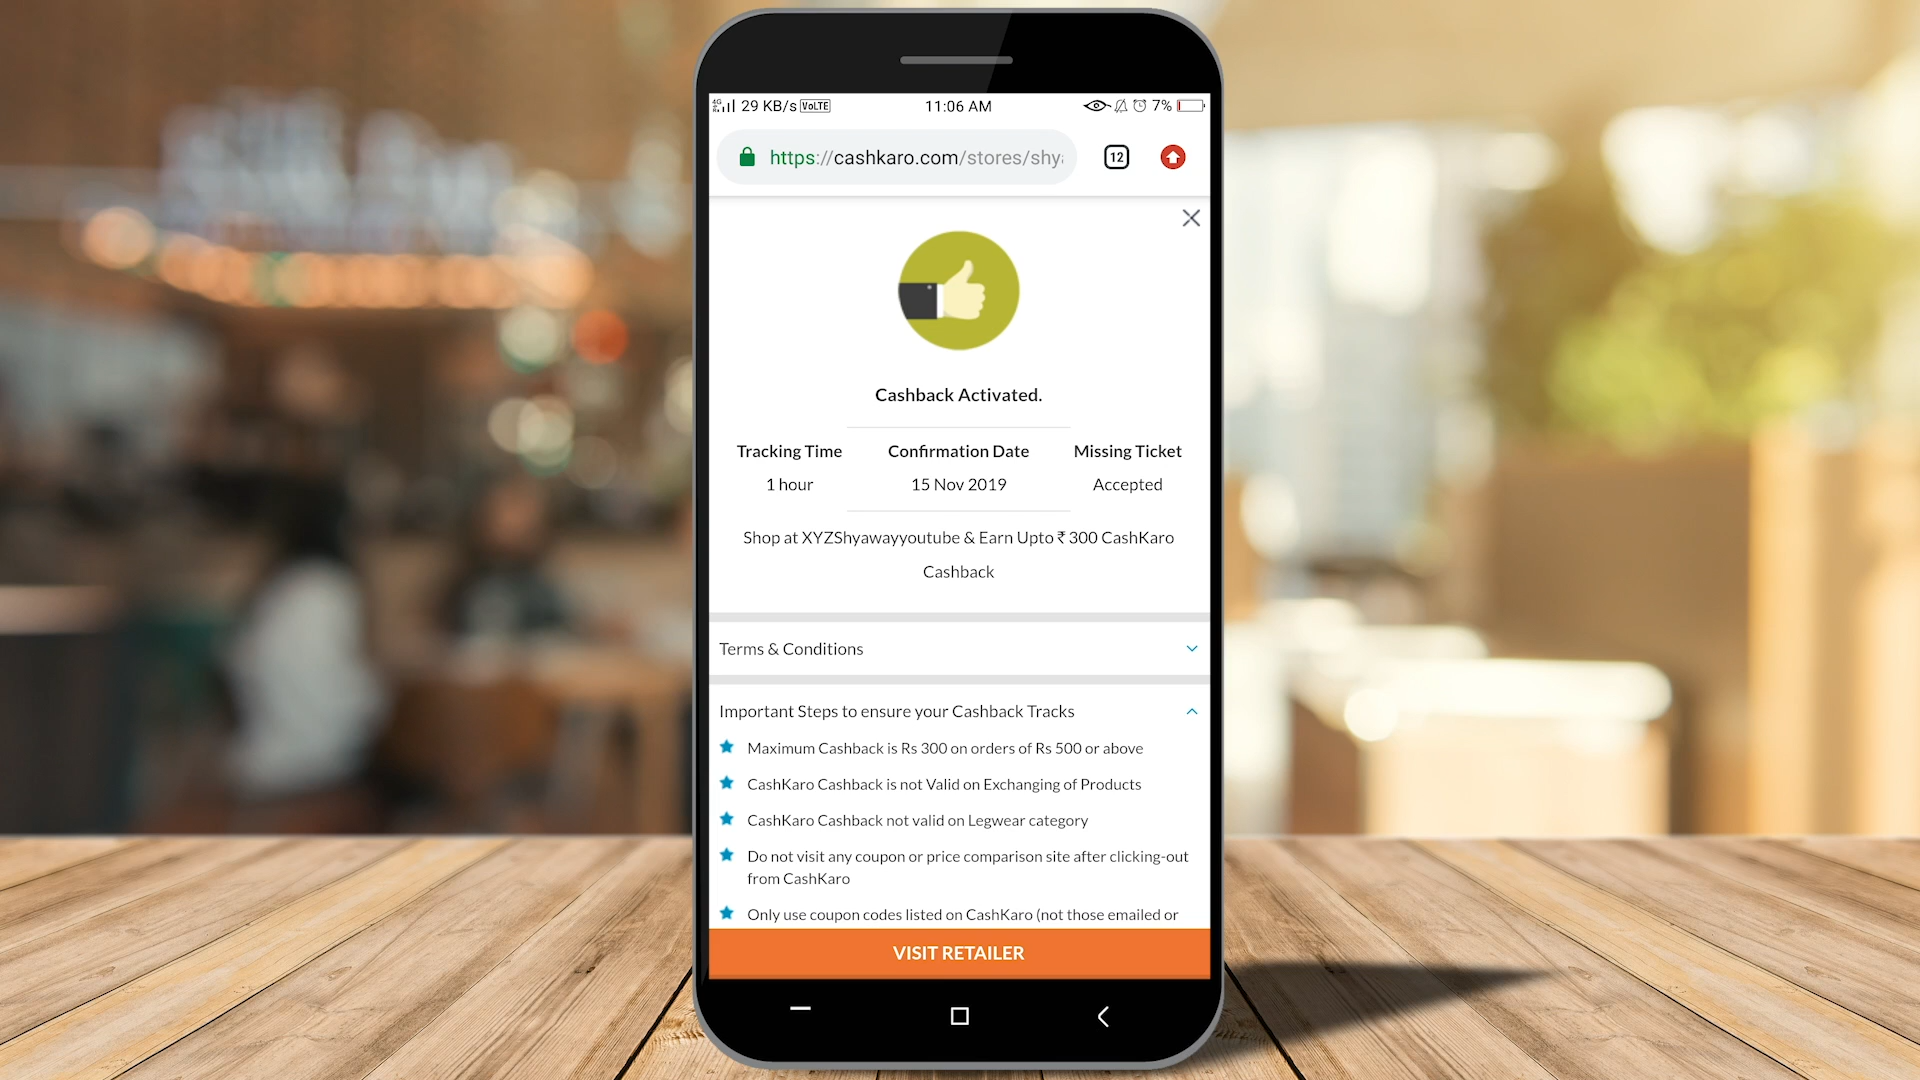 29 KB/s VoLTE 11:06 AM 7%
https://cashkaro.com/stores/shy
12
Cashback Activated.
Tracking Time Confirmation Date Missing Ticket
1 hour 15 Nov 2019 Accepted
Shop at XYZShyawayyoutube & Earn Upto ₹ 300 CashKaro
Cashback
Terms & Conditions
Important Steps to ensure your Cashback Tracks
Maximum Cashback is Rs 300 on orders of Rs 500 or above
CashKaro Cashback is not Valid on Exchanging of Products
CashKaro Cashback not valid on Legwear category
Do not visit any coupon or price comparison site after clicking-out
from CashKaro
Only use coupon codes listed on CashKaro (not those emailed or
VISIT RETAILER